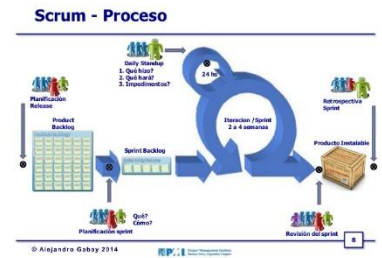 Scrum - Proceso
Daily Standup
1. Qué hizo?
2. Qué hará?
3. Impedimentos?
24 hs
Planificación
Release
Retrospectiva
Sprint
Product
Backlog
Iteracion / Sprint
2 a 4 semanas
Sprint Backlog
Producto Instalable
Qué?
Cómo?
Planificación sprint
Revisión del sprint
8
© Alejandro Gabay 2014
PMI